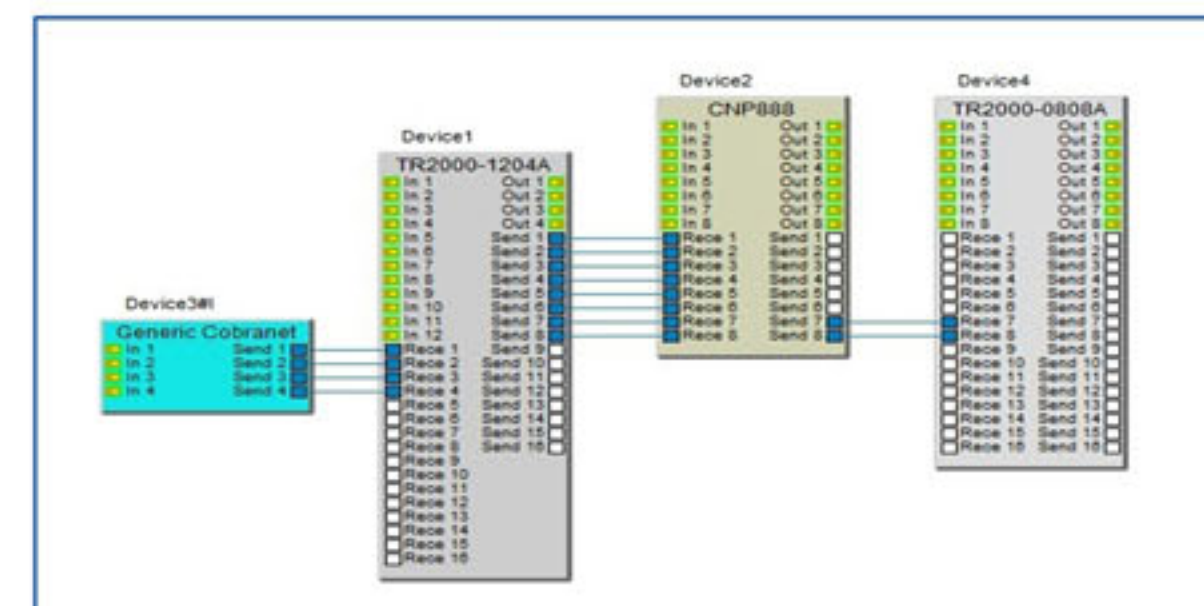 Device3#I
Generic Cobranet
In 1 Send 1
In 2 Send 2
In 3 Send 3
In 4 Send 4
Device1
TR2000-1204A
In 1 Out 1
In 2 Out 2
In 3 Out 3
In 4 Out 4
In 5 Send 1
In 6 Send 2
In 7 Send 3
In 8 Send 4
In 9 Send 5
In 10 Send 6
In 11 Send 7
In 12 Send 8
Rece 1 Send 9
Rece 2 Send 10
Rece 3 Send 11
Rece 4 Send 12
Rece 5 Send 13
Rece 6 Send 14
Rece 7 Send 15
Rece 8 Send 16
Rece 9
Rece 10
Rece 11
Rece 12
Rece 13
Rece 14
Rece 15
Rece 16
Device2
CNP888
In 1 Out 1
In 2 Out 2
In 3 Out 3
In 4 Out 4
In 5 Out 5
In 6 Out 6
In 7 Out 7
In 8 Out 8
Rece 1 Send 1
Rece 2 Send 2
Rece 3 Send 3
Rece 4 Send 4
Rece 5 Send 5
Rece 6 Send 6
Rece 7 Send 7
Rece 8 Send 8
Device4
TR2000-0808A
In 1 Out 1
In 2 Out 2
In 3 Out 3
In 4 Out 4
In 5 Out 5
In 6 Out 6
In 7 Out 7
In 8 Out 8
Rece 1 Send 1
Rece 2 Send 2
Rece 3 Send 3
Rece 4 Send 4
Rece 5 Send 5
Rece 6 Send 6
Rece 7 Send 7
Rece 8 Send 8
Rece 9 Send 9
Rece 10 Send 10
Rece 11 Send 11
Rece 12 Send 12
Rece 13 Send 13
Rece 14 Send 14
Rece 15 Send 15
Rece 16 Send 16